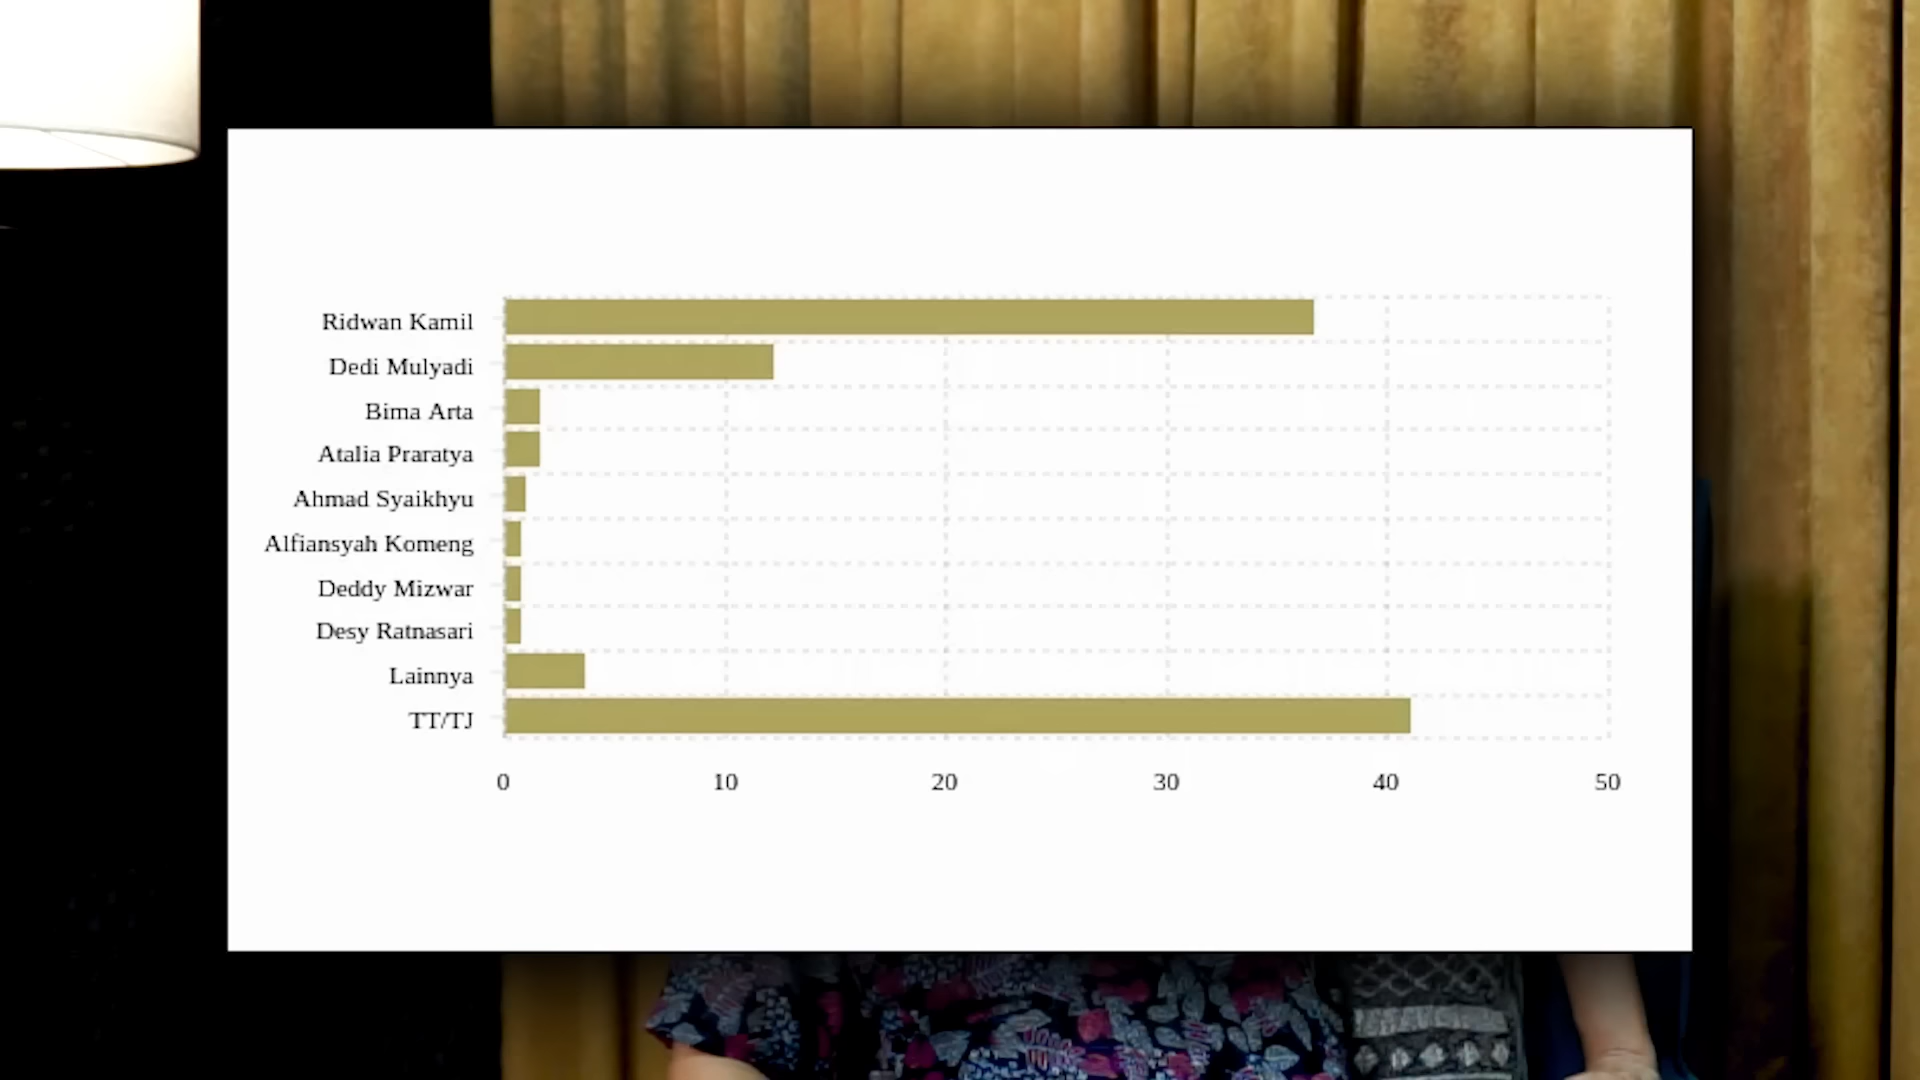 Ridwan Kamil
Dedi Mulyadi
Bima Arta
Atalia Praratya
Ahmad Syaikhyu
Alfiansyah Komeng
Deddy Mizwar
Desy Ratnasari
Lainnya
TT/TJ
0 10 20 30 40 50